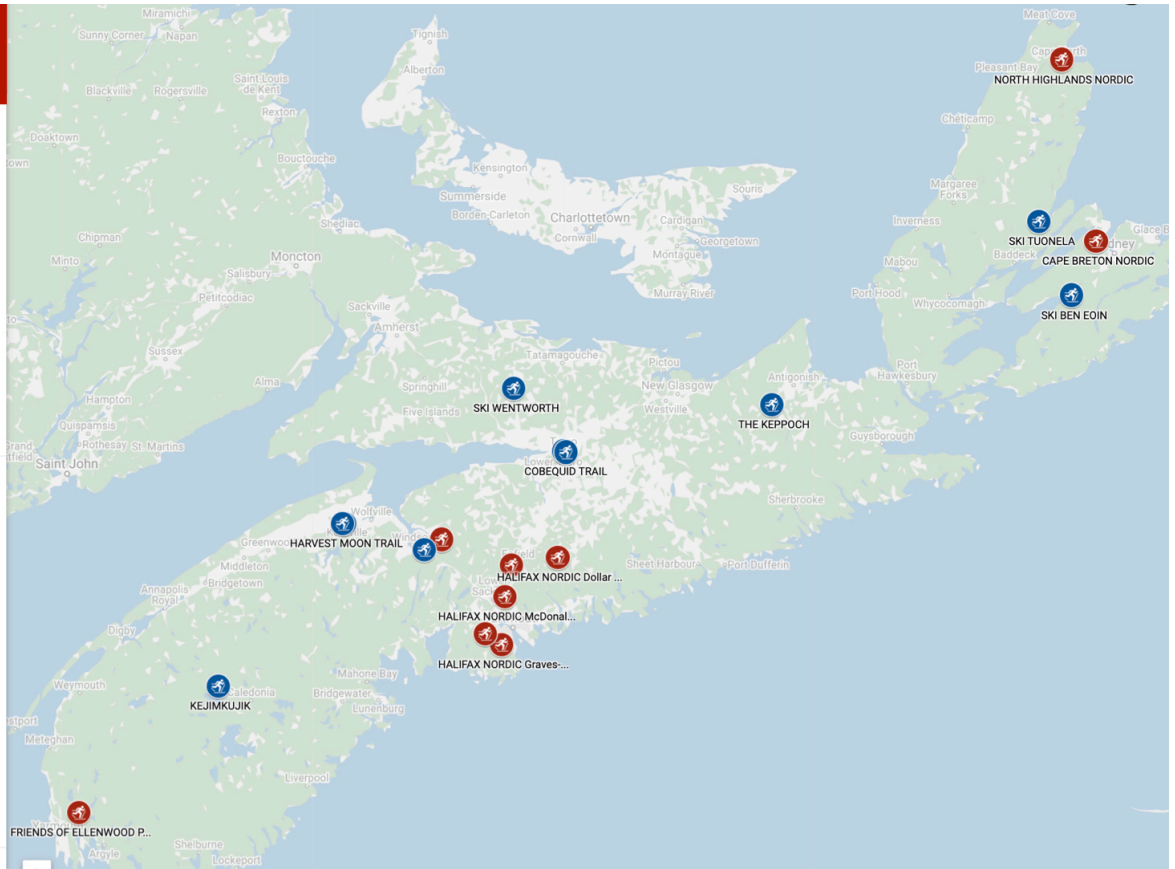 Miramichi
Meat Cove
Sunny Corner
Napan
Tignish
Pleasant Bay
NORTH HIGHLANDS NORDIC
Alberton
Saint Louis
de Kent
Blackville
Rogersville
Rexton
Chéticamp
Doaktown
Bouctouche
Kensington
Summerside
Souris
Margaree
Forks
Borden-Carleton
Charlottetown
Cardigan
Inverness
Shediac
Chipman
Cornwall
Georgetown
SKI TUONELA
Glace B
Moncton
Montague
Baddeck
CAPE BRETON NORDIC
Minto
Mabou
Salisbury
Murray River
Port Hood
Petitcodiac
Whycocomagh
Sackville
SKI BEN EOIN
Amherst
Sussex
Tatamagouche
Pictou
Port
Hawkesbury
Alma
Springhill
New Glasgow
Antigonish
Hampton
SKI WENTWORTH
Five Islands
Westville
Quispamsis
THE KEPPOCH
Guysborough
Rothesay
St. Martins
Saint John
COBEQUID TRAIL
Sherbrooke
Wolfville
HARVEST MOON TRAIL
Middleton
Sheet Harbour
Port Dufferin
HALIFAX NORDIC Dollar ...
Bridgetown
Annapolis
Royal
HALIFAX NORDIC McDonal...
Digby
HALIFAX NORDIC Graves-...
Mahone Bay
Weymouth
Caledonia
Bridgewater
KEJIMKUJIK
Lunenburg
Meteghan
Liverpool
FRIENDS OF ELLENWOOD P...
Shelburne
Argyle
Lockeport